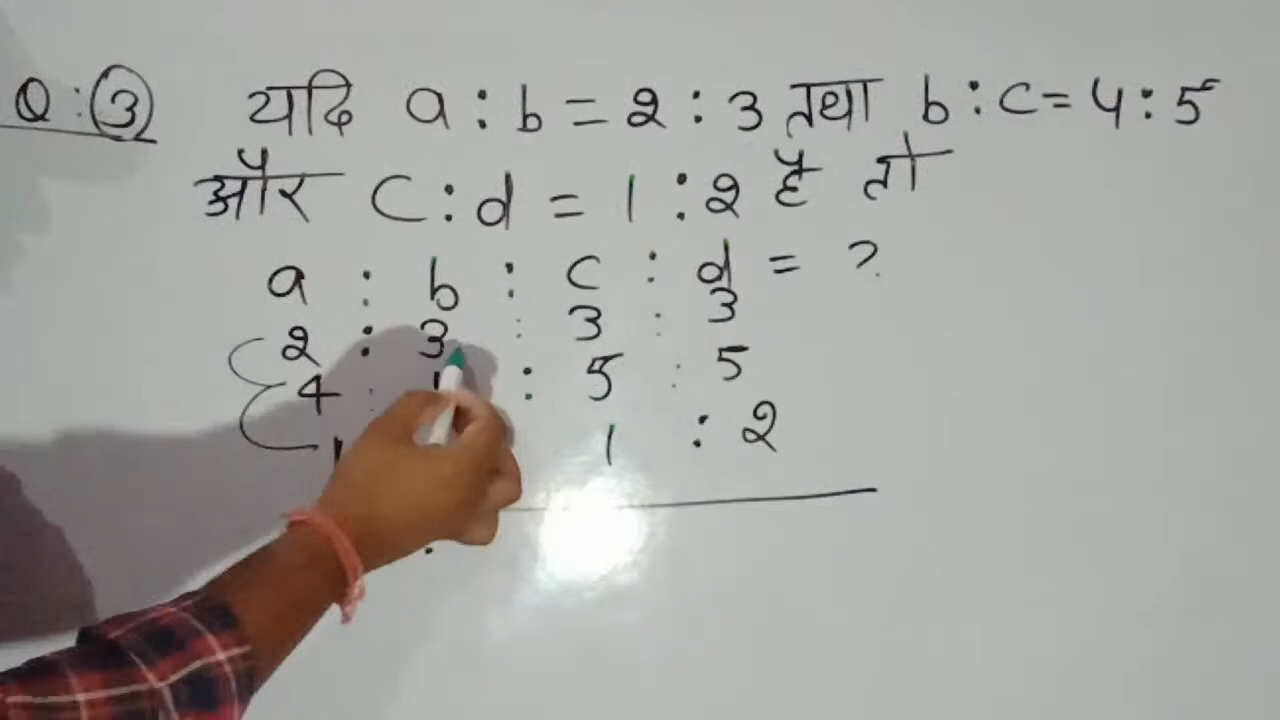 Q : 3 यदि a : b = 2 : 3 तथा b : c = 4 : 5
और C : d = 1 : 2 है तो
a : b : c : d = ?
2 : 3 : 3 : 3
4 : : 5 : 5
1 1 : 2